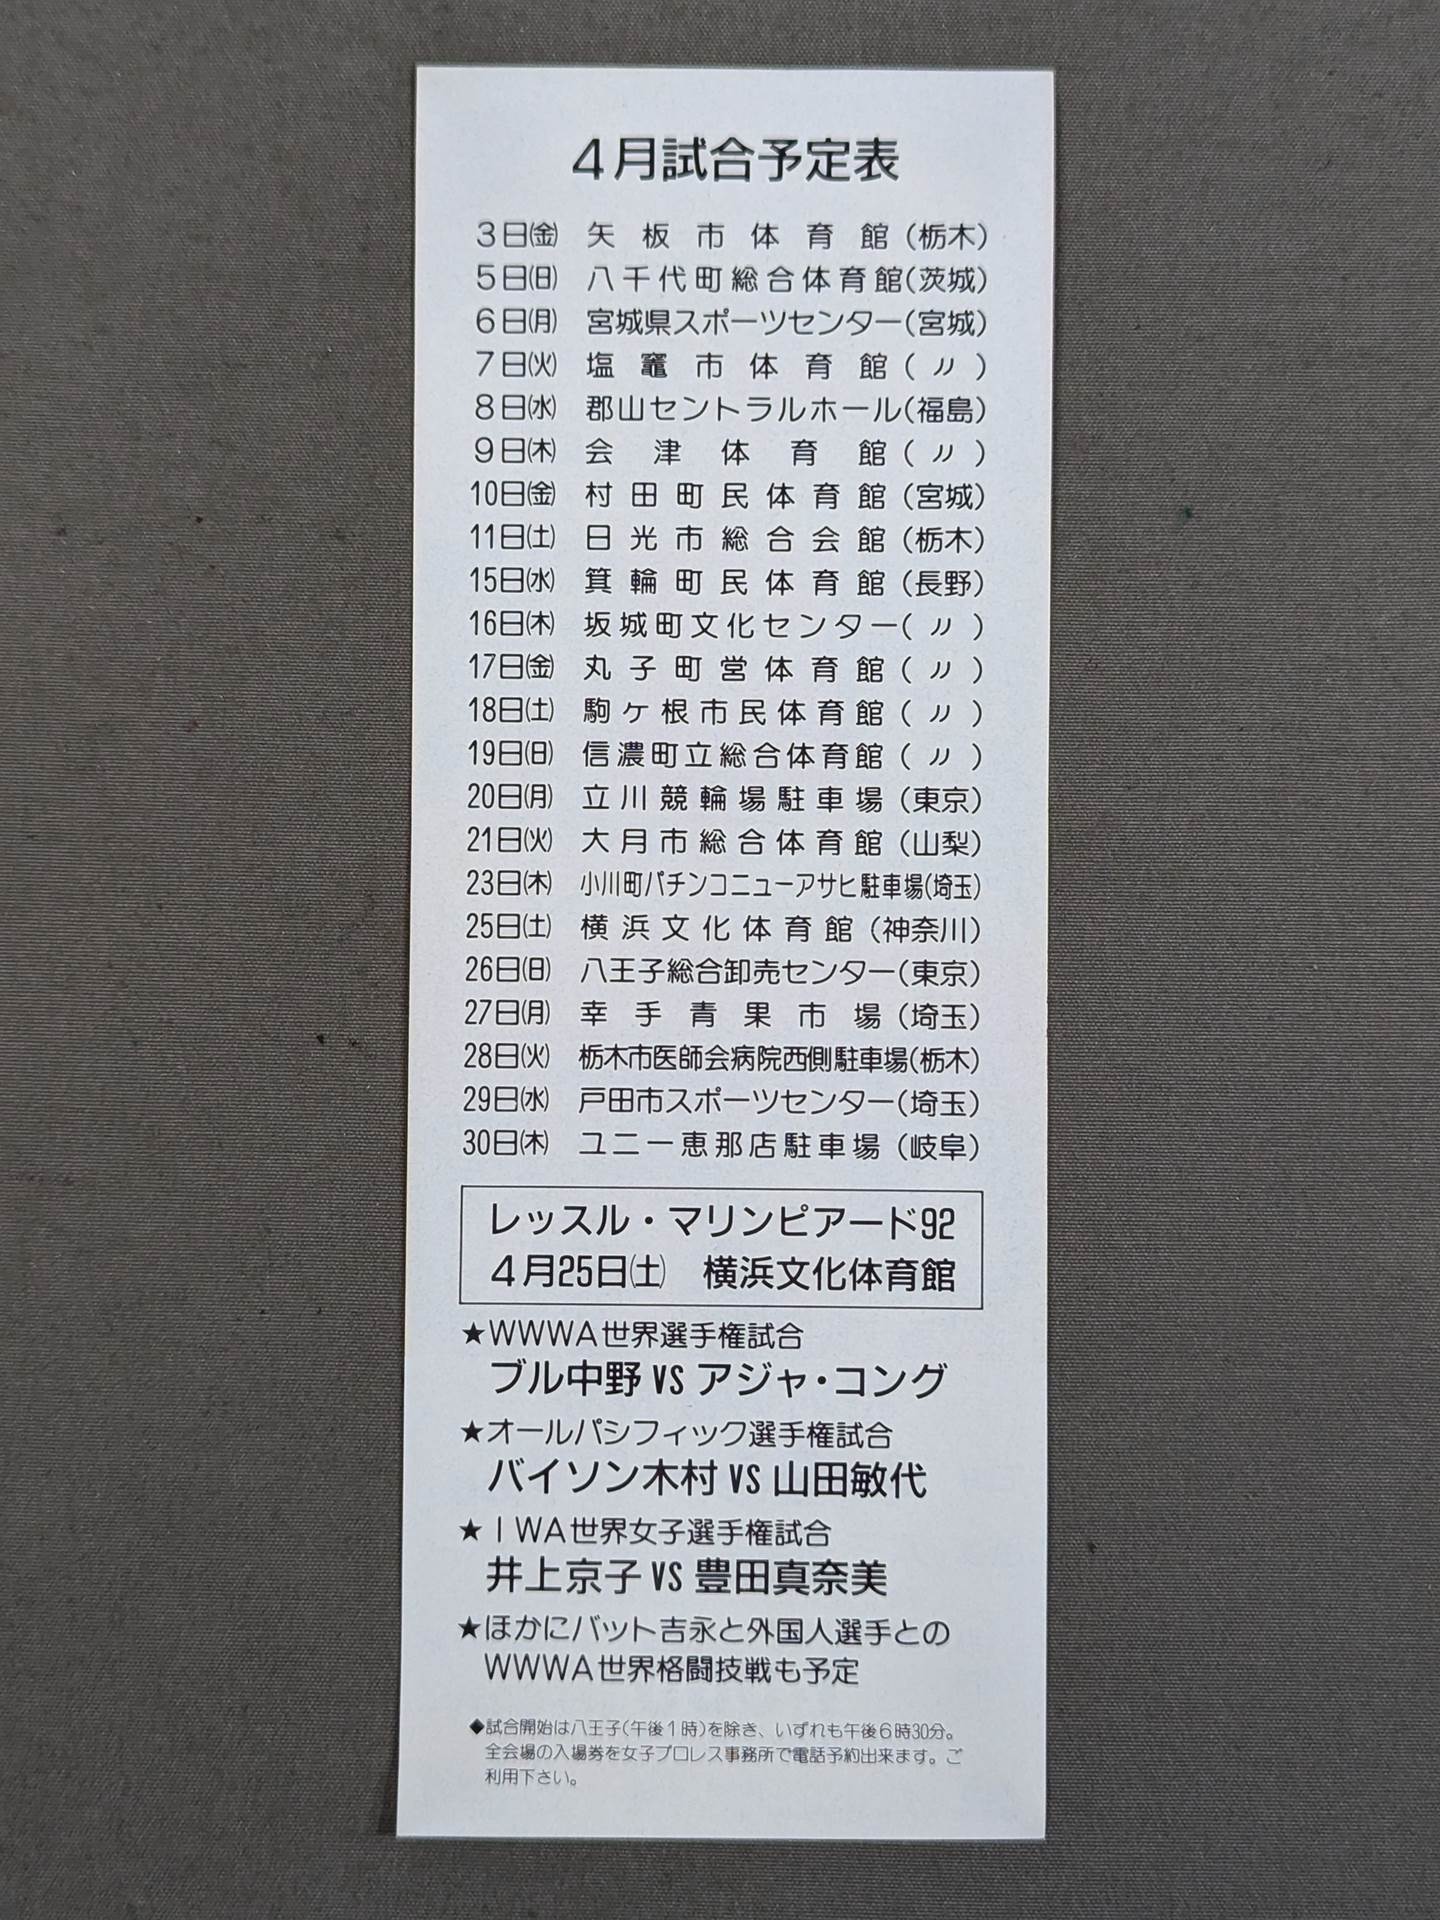 4月試合予定表
3日㈮ 矢板市体育館(栃木)
5日㈰ 八千代町総合体育館(茨城)
6日㈪ 宮城県スポーツセンター(宮城)
7日㈫ 塩竈市体育館(〃)
8日㈬ 郡山セントラルホール(福島)
9日㈭ 会津体育館(〃)
10日㈮ 村田町民体育館(宮城)
11日㈯ 日光市総合会館(栃木)
15日㈬ 箕輪町民体育館(長野)
16日㈭ 坂城町文化センター(〃)
17日㈮ 丸子町営体育館(〃)
18日㈯ 駒ヶ根市民体育館(〃)
19日㈰ 信濃町立総合体育館(〃)
20日㈪ 立川競輪場駐車場(東京)
21日㈫ 大月市総合体育館(山梨)
23日㈭ 小川町パチンコニューアサヒ駐車場(埼玉)
25日㈯ 横浜文化体育館(神奈川)
26日㈰ 八王子総合卸売センター(東京)
27日㈪ 幸手青果市場(埼玉)
28日㈫ 栃木市医師会病院西側駐車場(栃木)
29日㈬ 戸田市スポーツセンター(埼玉)
30日㈭ ユニー恵那店駐車場(岐阜)
レッスル・マリンピアード92
4月25日㈯ 横浜文化体育館
★WWWA世界選手権試合
ブル中野 VS アジャ・コング
★オールパシフィック選手権試合
バイソン木村 VS 山田敏代
★IWA世界女子選手権試合
井上京子 VS 豊田真奈美
★ほかにバット吉永と外国人選手との
WWWA世界格闘技戦も予定
◆試合開始は八王子(午後1時)を除き、いずれも午後6時30分。
全会場の入場券を女子プロレス事務所で電話予約出来ます。ご
利用下さい。